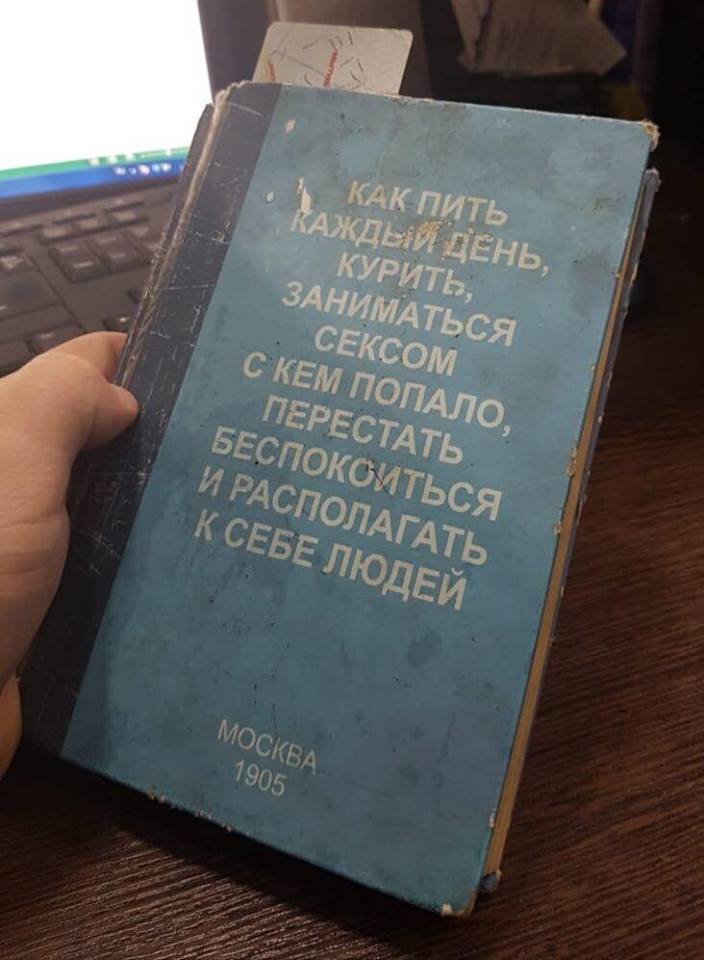 КАК ПИТЬ
КАЖДЫЙ ДЕНЬ,
КУРИТЬ,
ЗАНИМАТЬСЯ
СЕКСОМ
С КЕМ ПОПАЛО,
ПЕРЕСТАТЬ
БЕСПОКОИТЬСЯ
И РАСПОЛАГАТЬ
К СЕБЕ ЛЮДЕЙ
МОСКВА
1905